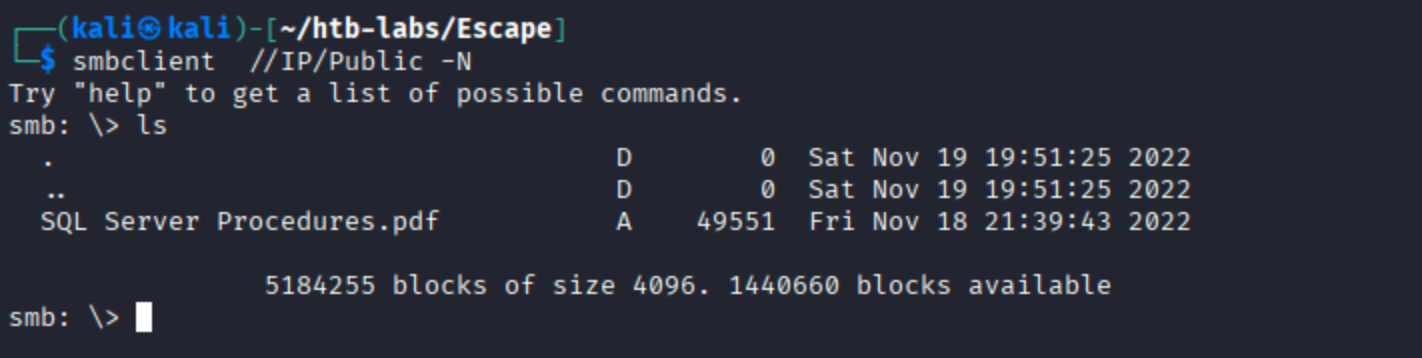 ┌──(kali㉿kali)-[~/htb-labs/Escape]
└─$ smbclient  //IP/Public -N
Try "help" to get a list of possible commands.
smb: \> ls
  .                                   D        0  Sat Nov 19 19:51:25 2022
  ..                                  D        0  Sat Nov 19 19:51:25 2022
  SQL Server Procedures.pdf           A    49551  Fri Nov 18 21:39:43 2022
                5184255 blocks of size 4096. 1440660 blocks available
smb: \>